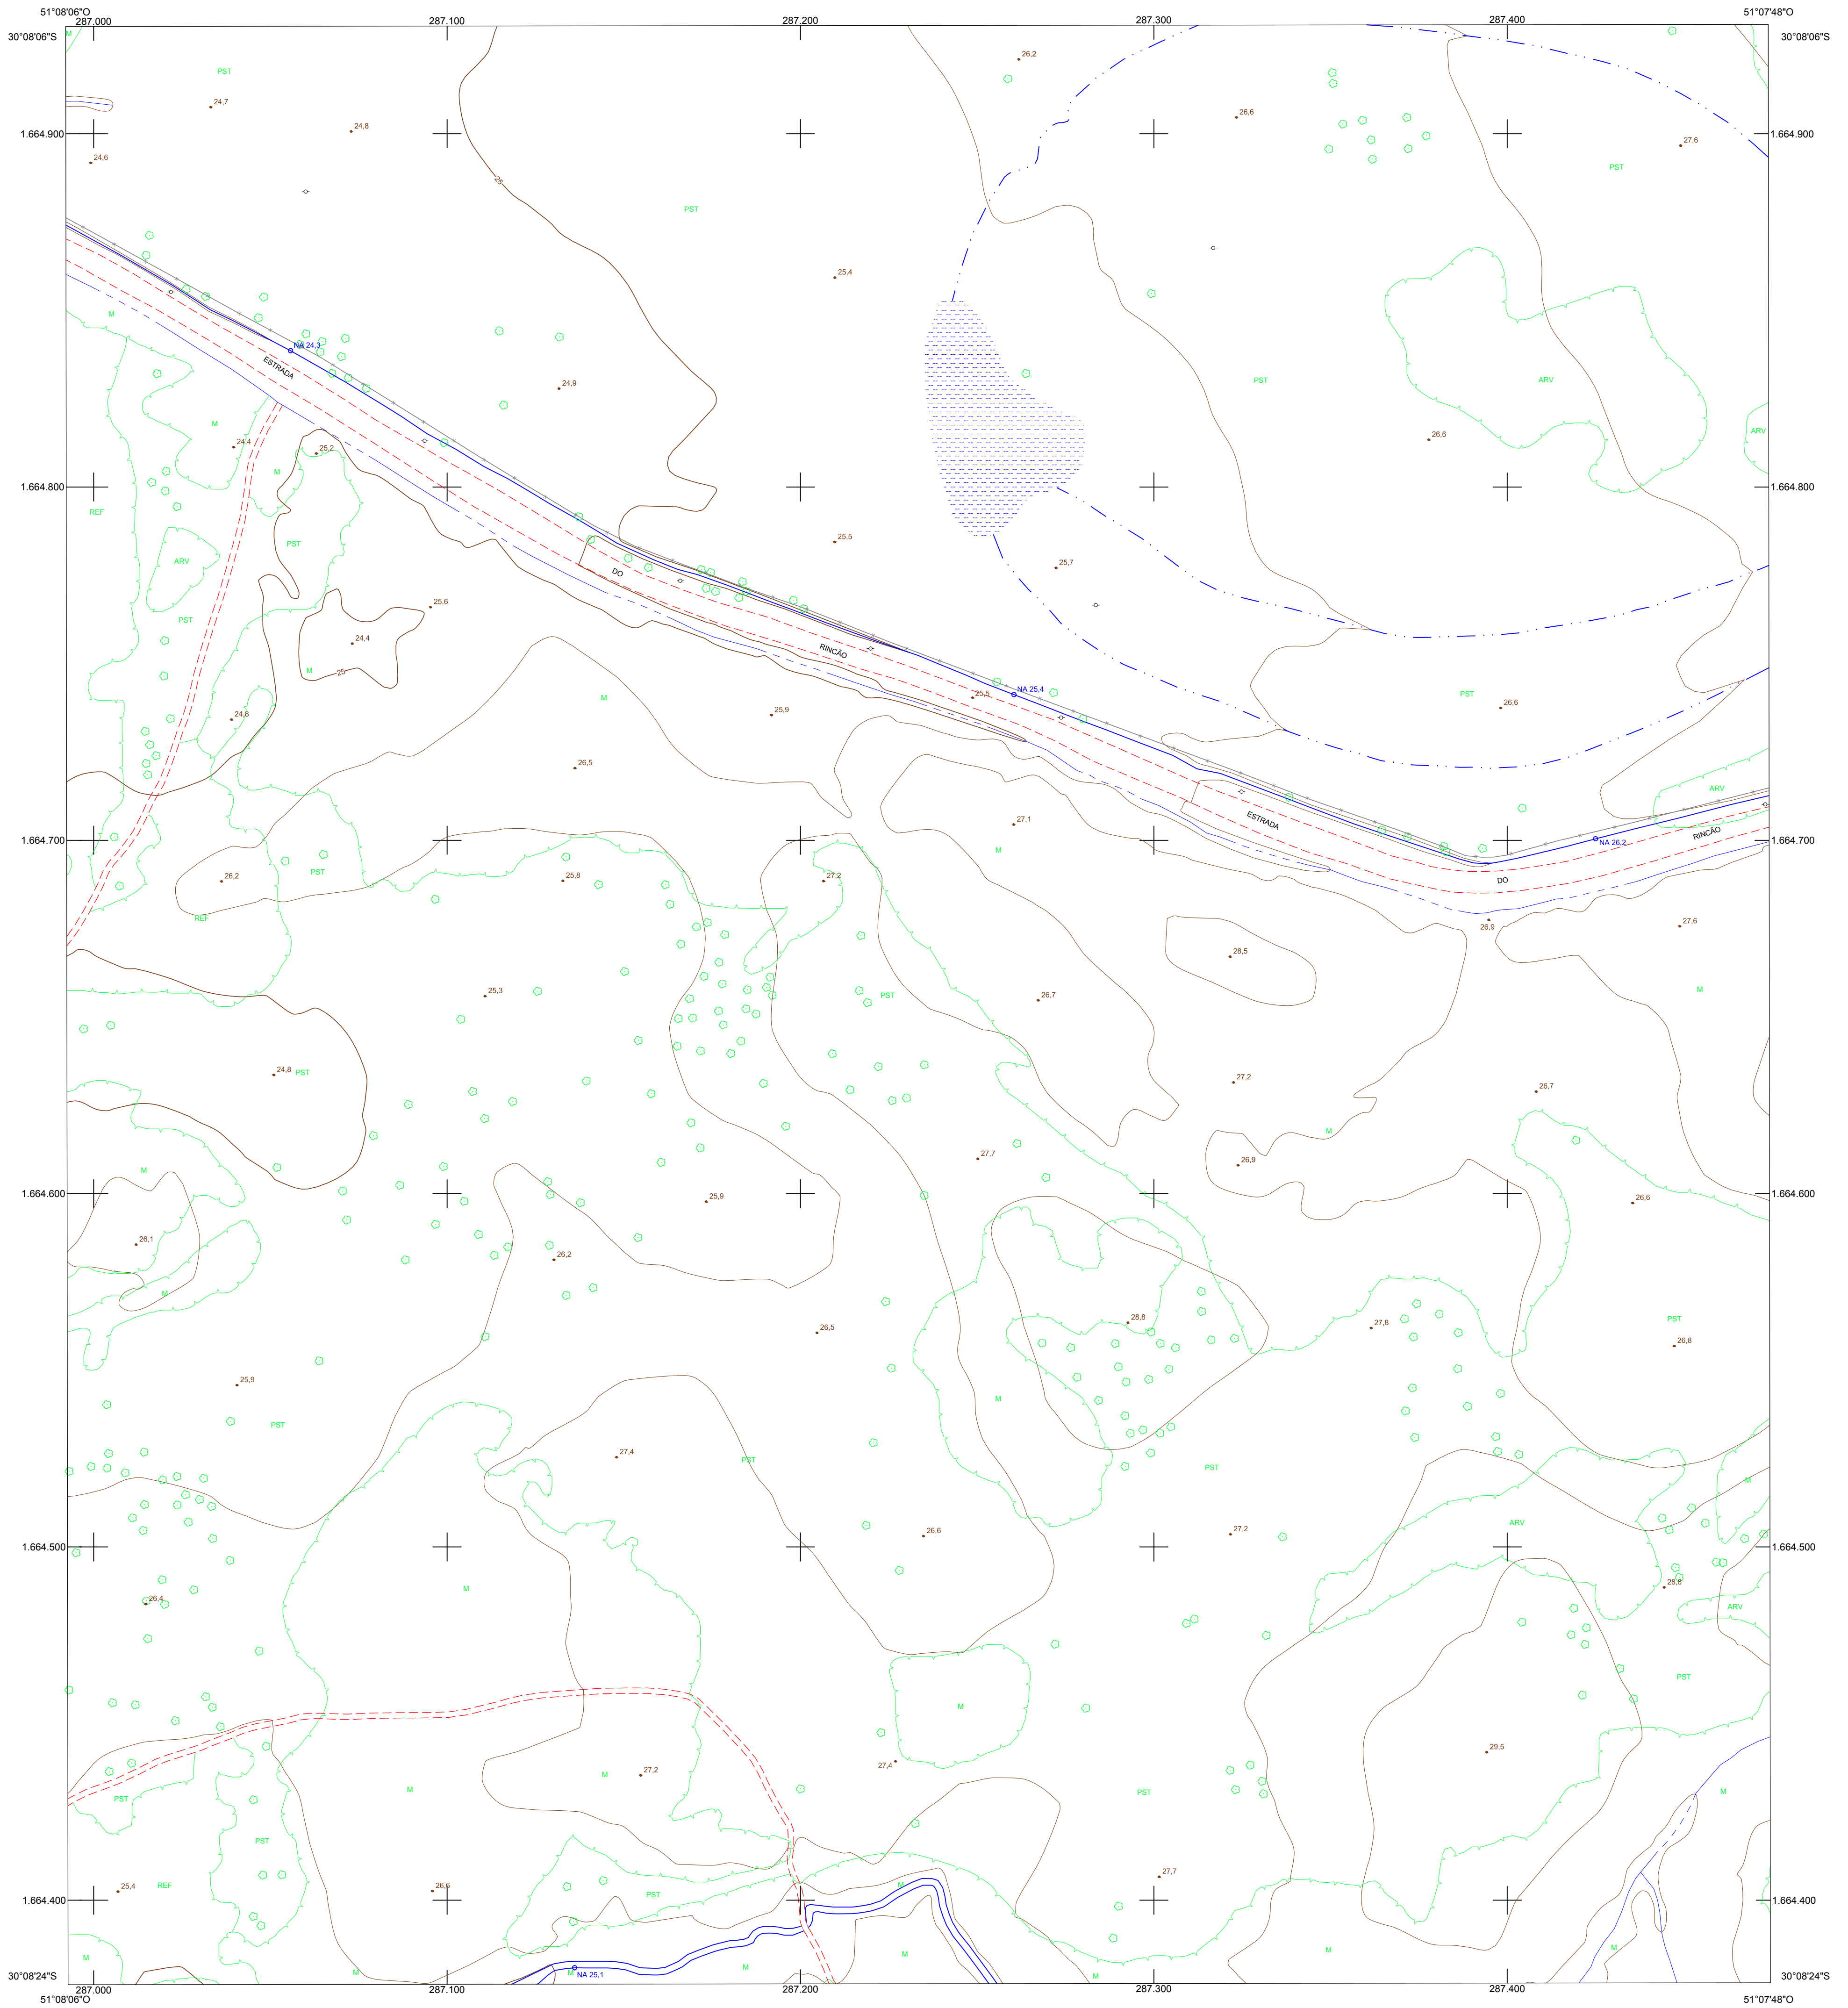 51°08'06"O
51°07'48"O
287.000
287.100
287.200
287.300
287.400
30°08'06"S
30°08'06"S
M
26,2
PST
24,7
24,8
26,6
1.664.900
1.664.900
27,6
24,6
PST
25
PST
25,4
M
NA 24,3
ESTRADA
PST
ARV
24,9
M
24,4
25,2
26,6
ARV
M
1.664.800
1.664.800
REF
PST
25,5
ARV
25,7
DO
25,6
PST
24,4
RINCÃO
M
25
25,5
NA 25,4
PST
M
24,8
25,9
26,6
26,5
ARV
27,1
ESTRADA
RINCÃO
1.664.700
NA 26,2
1.664.700
M
PST
26,2
25,8
27,2
DO
REF
26,9
27,6
28,5
25,3
PST
26,7
M
24,8
PST
27,2
26,7
M
27,7
26,9
M
1.664.600
25,9
26,6
1.664.600
26,1
26,2
M
28,8
PST
26,5
27,8
26,8
25,9
M
PST
27,4
PST
PST
M
ARV
26,6
27,2
1.664.500
1.664.500
M
28,8
26,4
ARV
PST
M
29,5
27,4
27,2
M
M
PST
M
PST
PST
27,7
REF
25,4
26,6
M
PST
1.664.400
1.664.400
M
M
M
M
M
M
M
NA 25,1
30°08'24"S
30°08'24"S
287.000
287.100
287.200
287.300
287.400
51°08'06"O
51°07'48"O